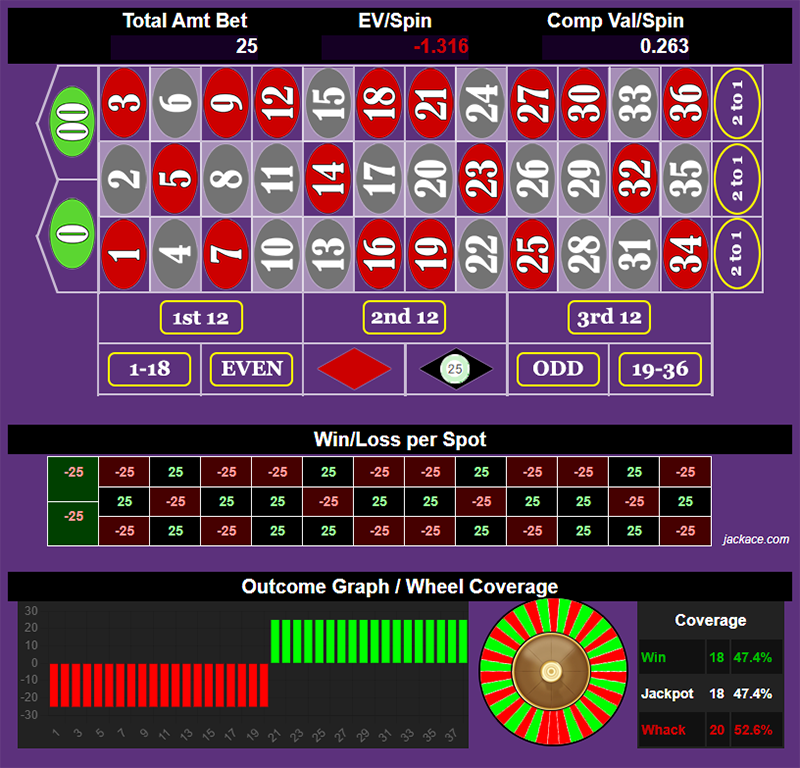 Total Amt Bet EV/Spin Comp Val/Spin
25 -1.316 0.263
00 3 6 9 12 15 18 21 24 27 30 33 36 2 to 1
2 5 8 11 14 17 20 23 26 29 32 35 2 to 1
0 1 4 7 10 13 16 19 22 25 28 31 34 2 to 1
1st 12 2nd 12 3rd 12
1-18 EVEN 25 ODD 19-36
Win/Loss per Spot
-25 -25 25 -25 -25 25 -25 -25 25 -25 -25 25 -25
25 -25 25 25 -25 25 25 -25 25 25 -25 25
-25 -25 25 -25 25 25 -25 -25 25 -25 25 25 -25
jackace.com
Outcome Graph / Wheel Coverage
30
20
10
0
-10
-20
-30
1 3 5 7 9 11 13 15 17 19 21 23 25 27 29 31 33 35 37
Coverage
Win 18 47.4%
Jackpot 18 47.4%
Whack 20 52.6%